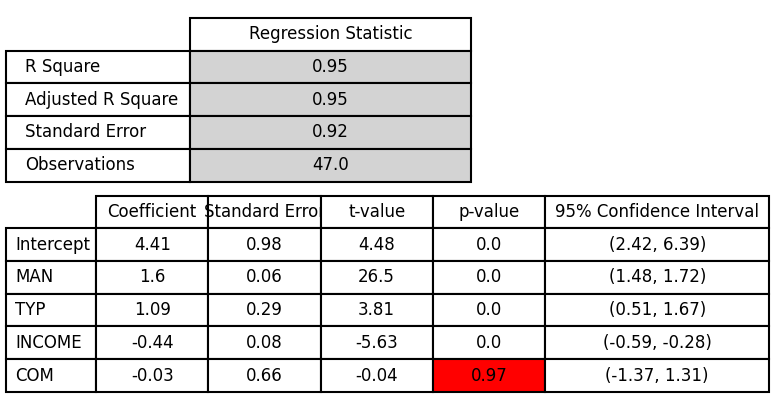 Regression Statistic
R Square 0.95
Adjusted R Square 0.95
Standard Error 0.92
Observations 47.0
Coefficient Standard Error t-value p-value 95% Confidence Interval
Intercept 4.41 0.98 4.48 0.0 (2.42, 6.39)
MAN 1.6 0.06 26.5 0.0 (1.48, 1.72)
TYP 1.09 0.29 3.81 0.0 (0.51, 1.67)
INCOME -0.44 0.08 -5.63 0.0 (-0.59, -0.28)
COM -0.03 0.66 -0.04 0.97 (-1.37, 1.31)